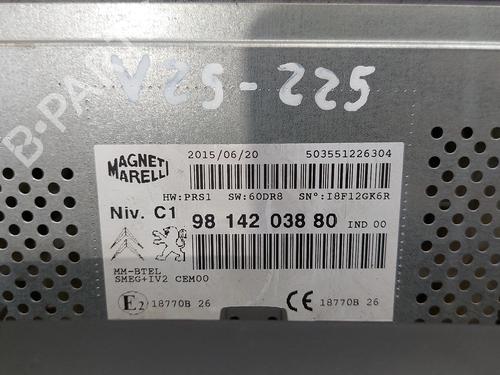 V25-225
B-PARTS
MAGNETI
MARELLI
2015/06/20 503551226304
HW:PRS1 SW:60DR8 SN°:I8F12GK6R
Niv. C1 98 142 038 80 IND 00
MM-BTEL
SMEG+IV2 CEM00
E2 18770B 26 CE 18770B 26